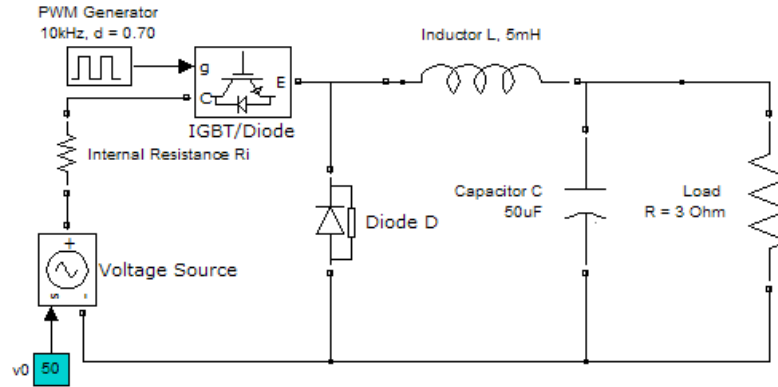 PWM Generator
10kHz, d = 0.70
g
C
E
IGBT/Diode
Inductor L, 5mH
Internal Resistance Ri
Diode D
Capacitor C
50uF
Load
R = 3 Ohm
+
s
-
Voltage Source
v0
50